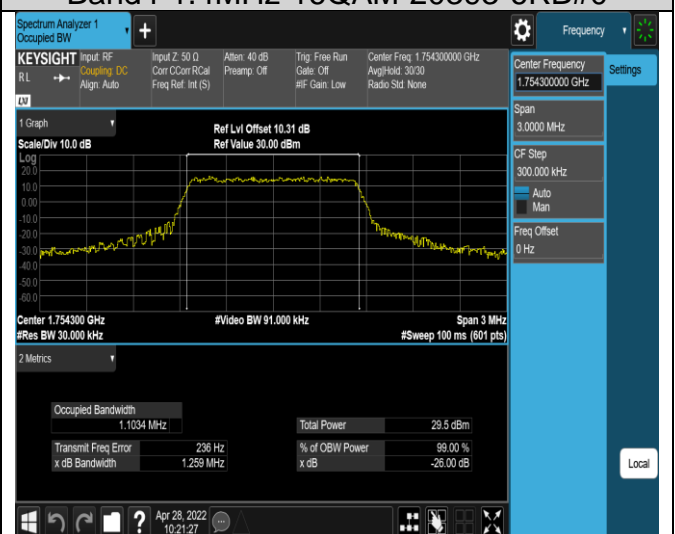 Spectrum Analyzer 1
Occupied BW
+
Frequency
KEYSIGHT
RL
LXI
Input: RF
Coupling: DC
Align: Auto
Input Z: 50 Ω
Corr CCorr RCal
Freq Ref: Int (S)
Atten: 40 dB
Preamp: Off
Trig: Free Run
Gate: Off
#IF Gain: Low
Center Freq: 1.754300000 GHz
Avg|Hold: 30/30
Radio Std: None
Center Frequency
1.754300000 GHz
Settings
Span
3.0000 MHz
CF Step
300.000 kHz
Auto
Man
Freq Offset
0 Hz
1 Graph
Scale/Div 10.0 dB
Ref Lvl Offset 10.31 dB
Ref Value 30.00 dBm
Log
20.0
10.0
0.00
-10.0
-20.0
-30.0
-40.0
-50.0
-60.0
Center 1.754300 GHz
#Video BW 91.000 kHz
Span 3 MHz
#Res BW 30.000 kHz
#Sweep 100 ms (601 pts)
2 Metrics
Occupied Bandwidth
1.1034 MHz
Total Power 29.5 dBm
Transmit Freq Error 236 Hz
% of OBW Power 99.00 %
x dB Bandwidth 1.259 MHz
x dB -26.00 dB
Local
?
Apr 28, 2022
10:21:27